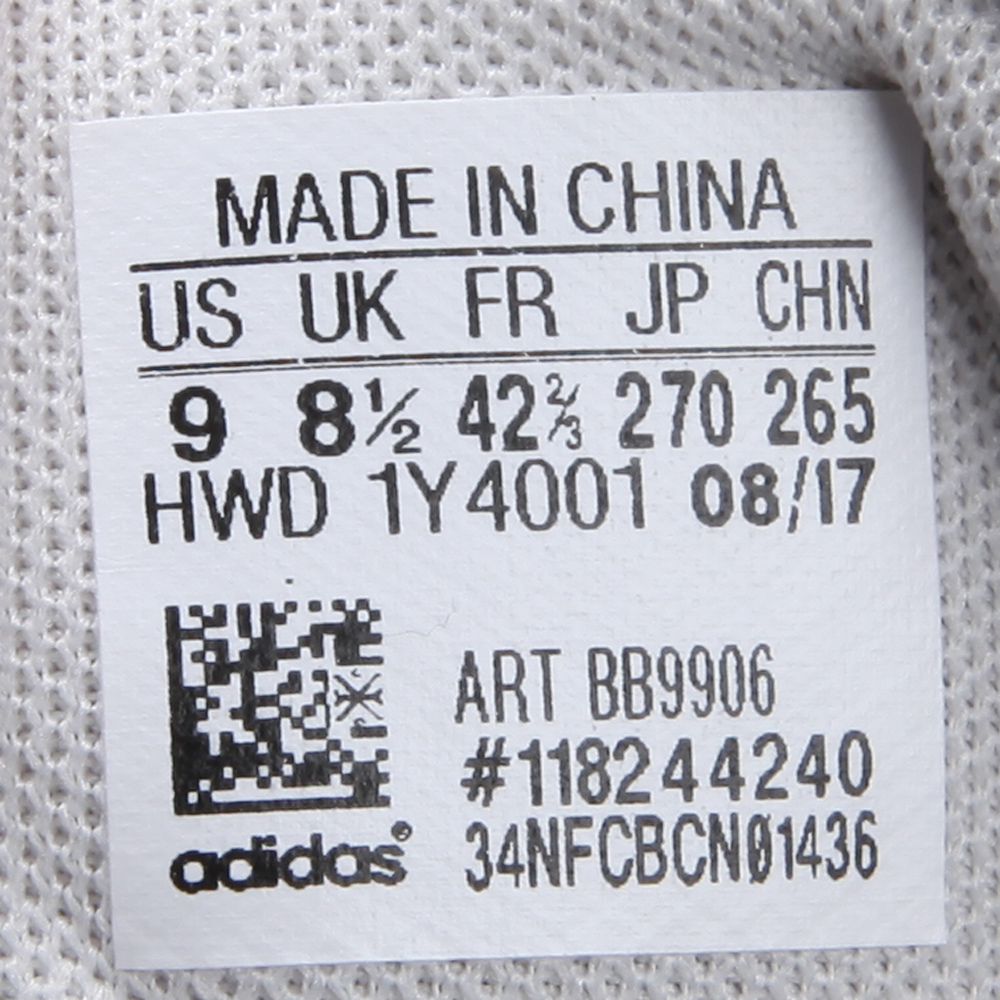 MADE IN CHINA
US UK FR JP CHN
9 8½ 42⅔ 270 265
HWD 1Y4001 08/17
ART BB9906
#118244240
adidas®
34NFCBCN01436